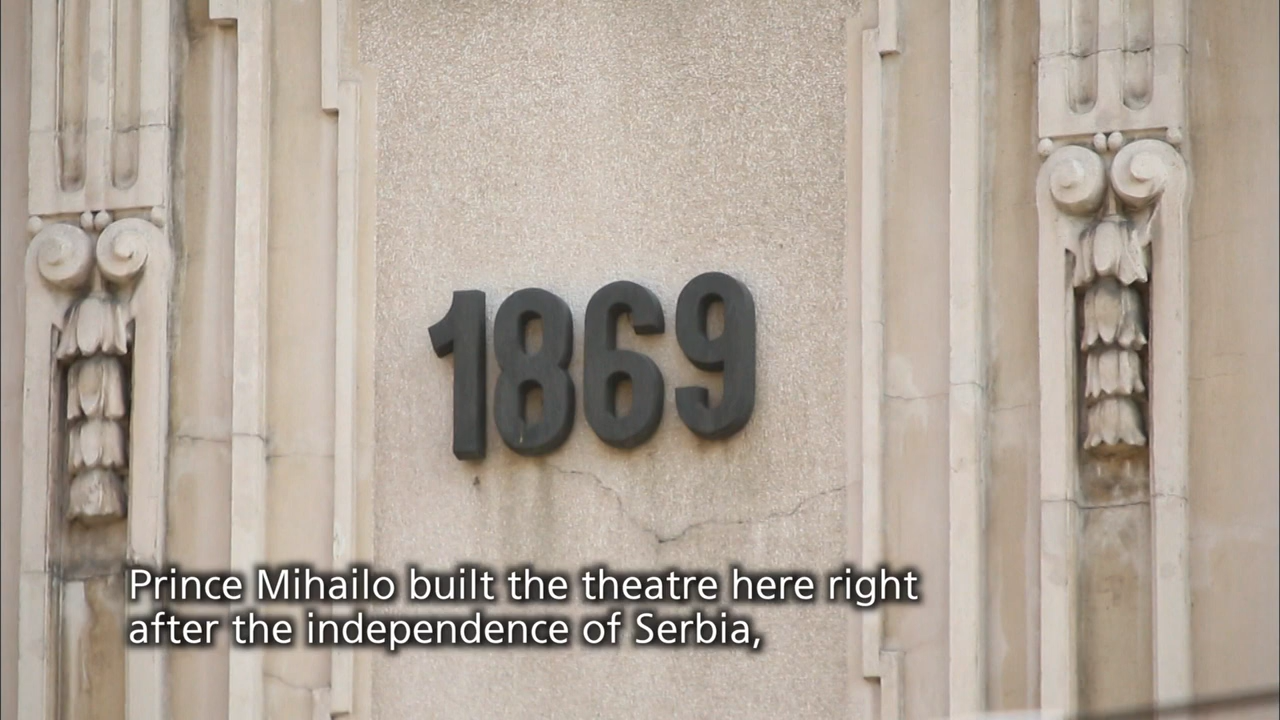 1869
Prince Mihailo built the theatre here right
after the independence of Serbia,